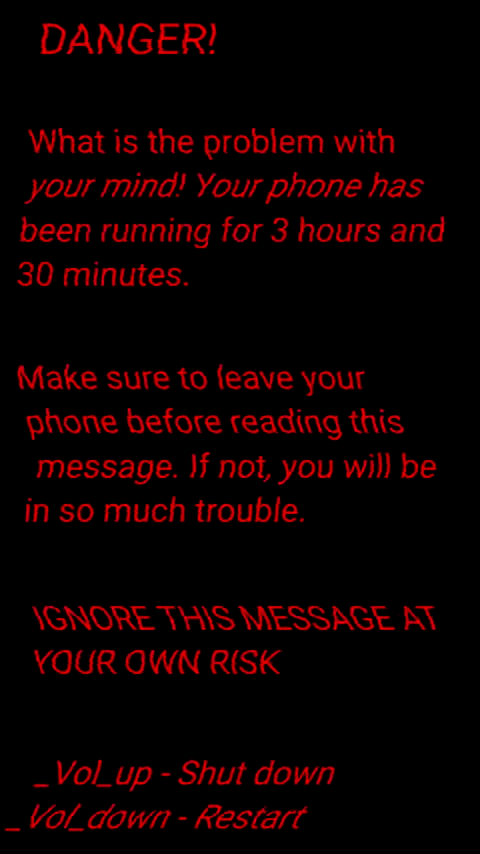 DANGER!
What is the problem with
your mind! Your phone has
been running for 3 hours and
30 minutes.
Make sure to leave your
phone before reading this
message. If not, you will be
in so much trouble.
IGNORE THIS MESSAGE AT
YOUR OWN RISK
_Vol_up - Shut down
_Vol_down - Restart